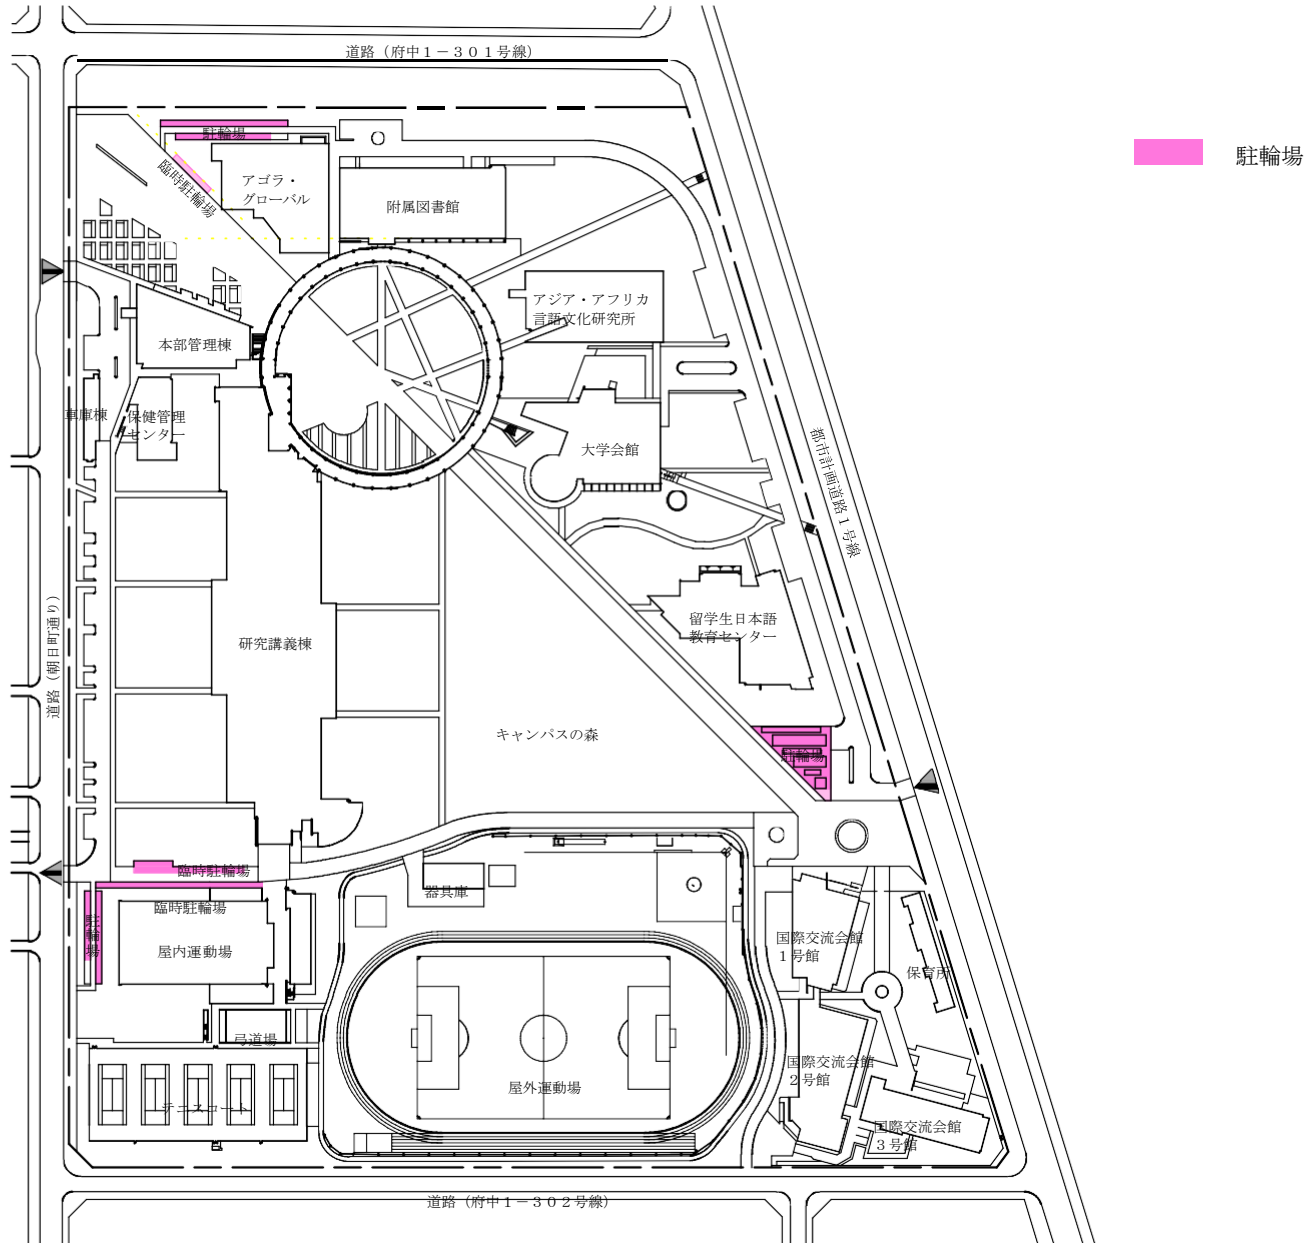 道路（府中１－３０１号線）
駐輪場
駐輪場
臨時駐輪場
アゴラ・
グローバル
附属図書館
アジア・アフリカ
言語文化研究所
本部管理棟
車庫棟
保健管理
センター
大学会館
都市計画道路１号線
道路（朝日町通り）
研究講義棟
留学生日本語
教育センター
キャンパスの森
駐輪場
臨時駐輪場
臨時駐輪場
駐輪場
屋内運動場
器具庫
国際交流会館
１号館
保育所
弓道場
屋外運動場
国際交流会館
２号館
テニスコート
国際交流会館
３号館
道路（府中１－３０２号線）